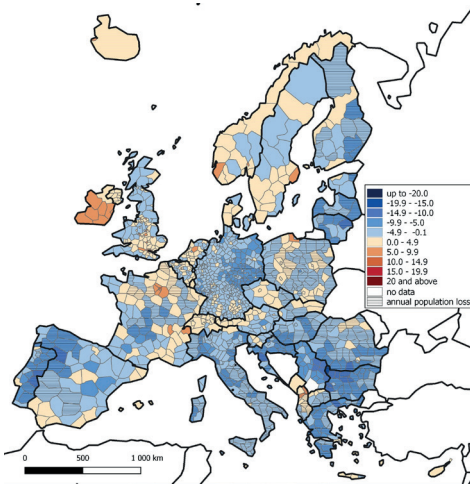 up to -20.0
-19.9 - -15.0
-14.9 - -10.0
-9.9 - -5.0
-4.9 - -0.1
0.0 - 4.9
5.0 - 9.9
10.0 - 14.9
15.0 - 19.9
20 and above
no data
annual population loss
0 500 1 000 km